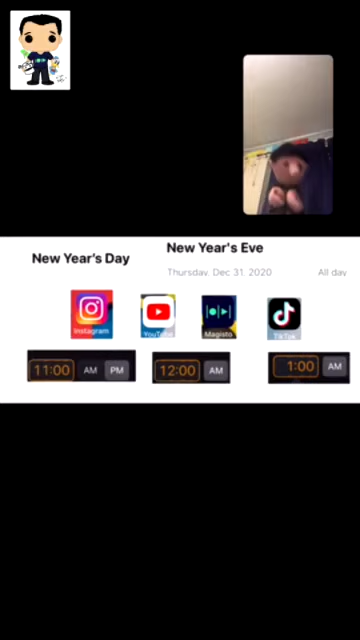 New Year's Day
New Year's Eve
Thursday, Dec 31, 2020 All day
Instagram YouTube Magisto TikTok
11:00 AM PM 12:00 AM 1:00 AM